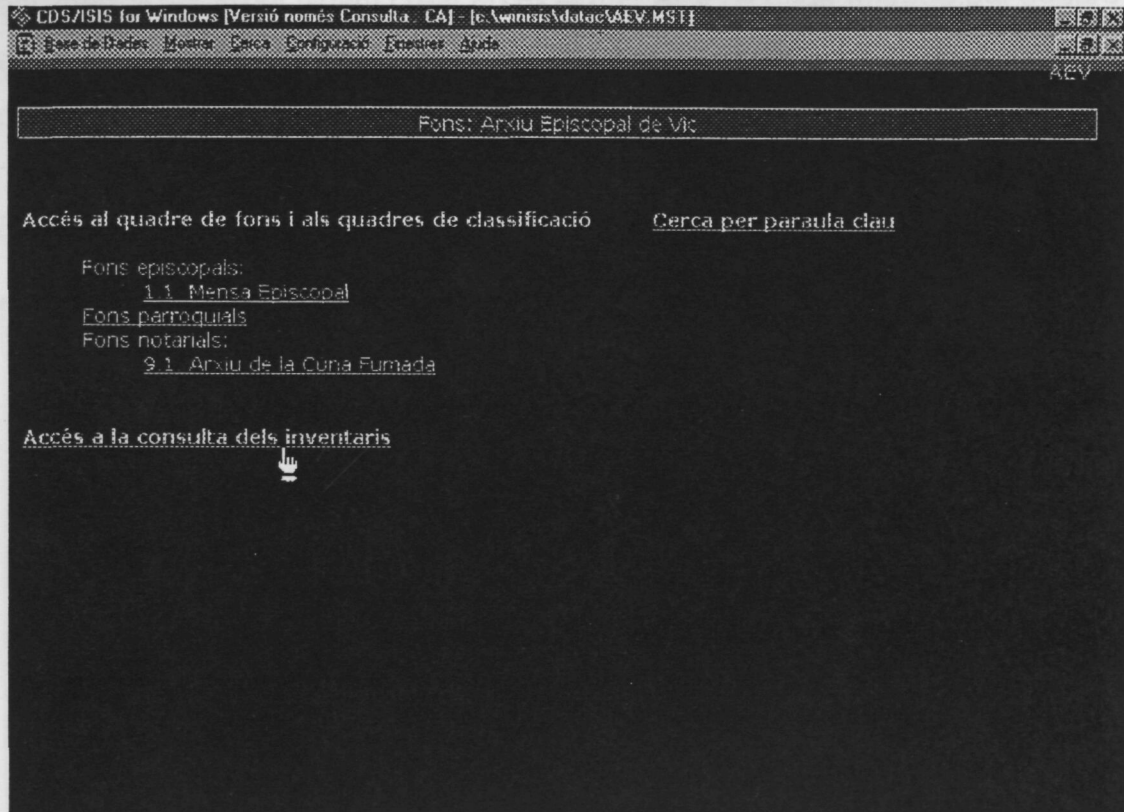 CDS/ISIS for Windows [Versió només Consulta . CA] - [c:\winisis\datac\AEV.MST]
Base de Dades Mostrar Cerca Configuració Finestres Ajuda
AEV
Fons: Arxiu Episcopal de Vic
Accés al quadre de fons i als quadres de classificació Cerca per paraula clau
Fons episcopals:
1.1 Mensa Episcopal
Fons parroquials
Fons notarials:
9.1 Arxiu de la Cúria Fumada
Accés a la consulta dels inventaris